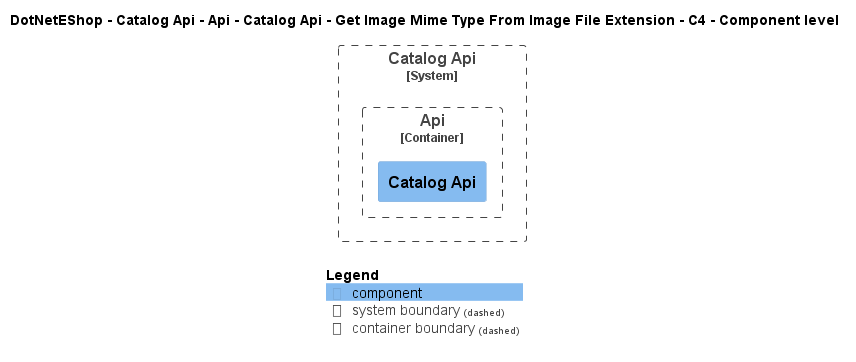 DotNetEShop - Catalog Api - Api - Catalog Api - Get Image Mime Type From Image File Extension - C4 - Component level
Catalog Api
[System]
Api
[Container]
Catalog Api
Legend
component
system boundary (dashed)
container boundary (dashed)